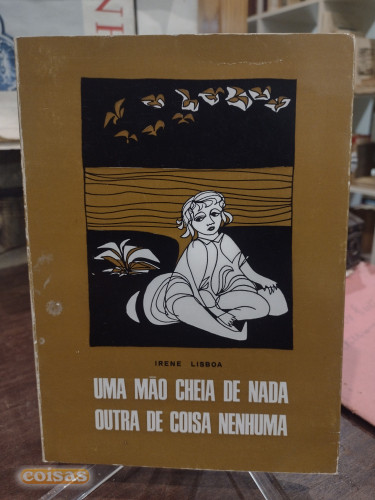 IRENE LISBOA
UMA MÃO CHEIA DE NADA
OUTRA DE COISA NENHUMA
coisas